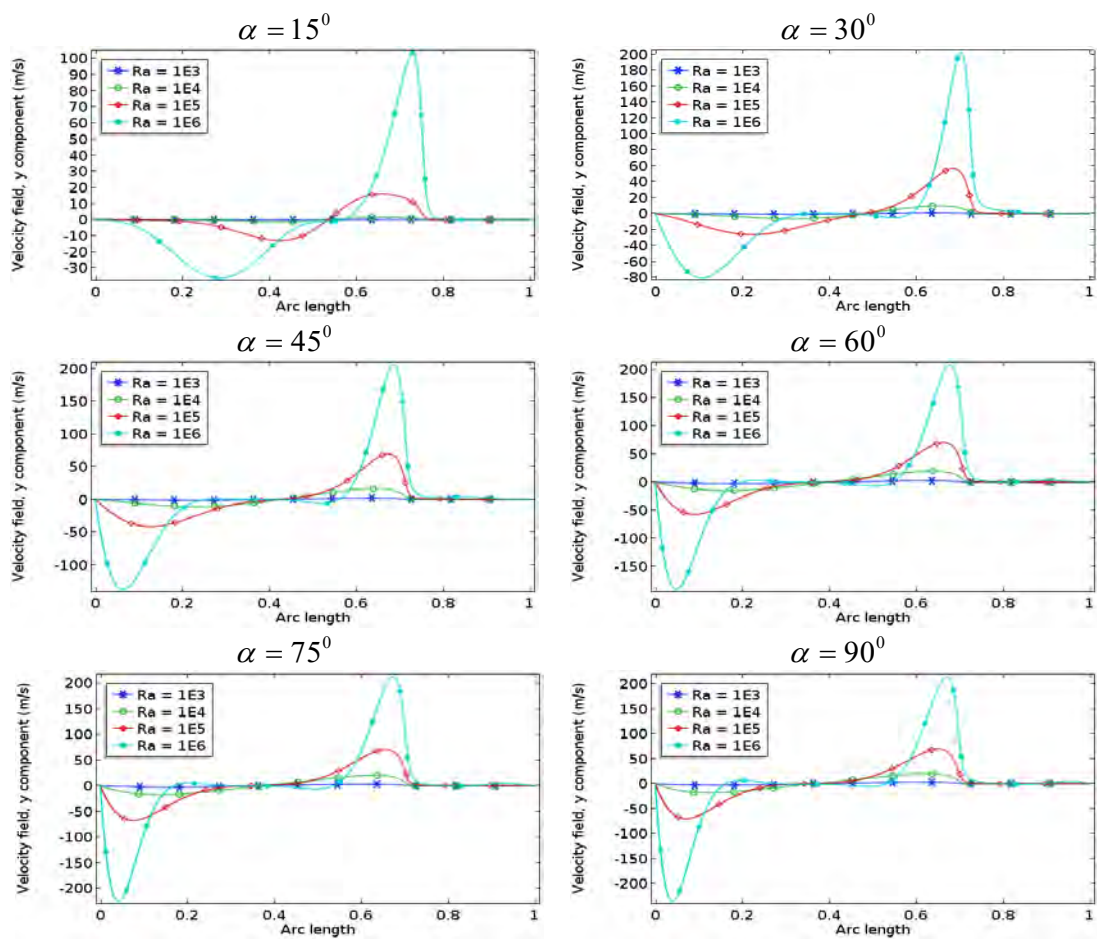 α = 15⁰
Velocity field, y component (m/s)
100
90
80
70
60
50
40
30
20
10
0
-10
-20
-30
Ra = 1E3
Ra = 1E4
Ra = 1E5
Ra = 1E6
0 0.2 0.4 0.6 0.8 1
Arc length
α = 30⁰
Velocity field, y component (m/s)
200
180
160
140
120
100
80
60
40
20
0
-20
-40
-60
-80
Ra = 1E3
Ra = 1E4
Ra = 1E5
Ra = 1E6
0 0.2 0.4 0.6 0.8 1
Arc length
α = 45⁰
Velocity field, y component (m/s)
200
150
100
50
0
-50
-100
Ra = 1E3
Ra = 1E4
Ra = 1E5
Ra = 1E6
0 0.2 0.4 0.6 0.8 1
Arc length
α = 60⁰
Velocity field, y component (m/s)
200
150
100
50
0
-50
-100
-150
Ra = 1E3
Ra = 1E4
Ra = 1E5
Ra = 1E6
0 0.2 0.4 0.6 0.8 1
Arc length
α = 75⁰
Velocity field, y component (m/s)
200
150
100
50
0
-50
-100
-150
-200
Ra = 1E3
Ra = 1E4
Ra = 1E5
Ra = 1E6
0 0.2 0.4 0.6 0.8 1
Arc length
α = 90⁰
Velocity field, y component (m/s)
200
150
100
50
0
-50
-100
-150
-200
Ra = 1E3
Ra = 1E4
Ra = 1E5
Ra = 1E6
0 0.2 0.4 0.6 0.8 1
Arc length